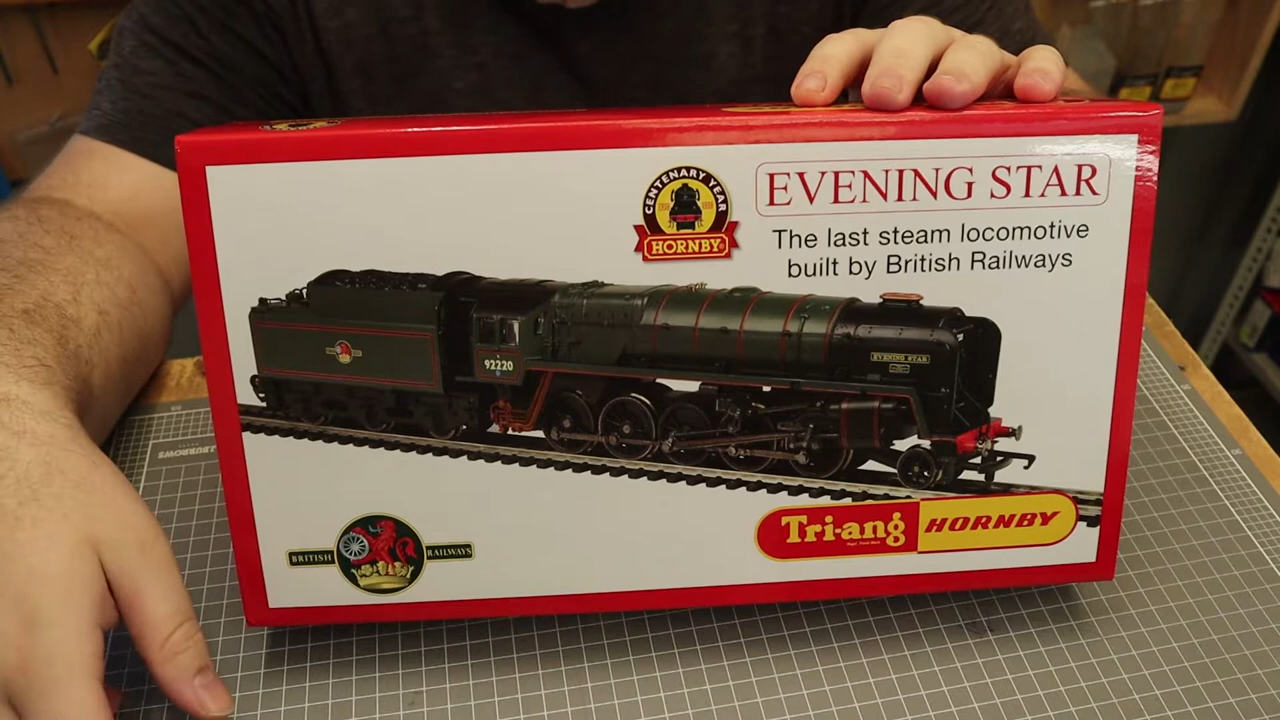 CENTENARY YEAR
HORNBY
EVENING STAR
The last steam locomotive
built by British Railways
EVENING STAR
92220
Tri-ang HORNBY
BRITISH RAILWAYS